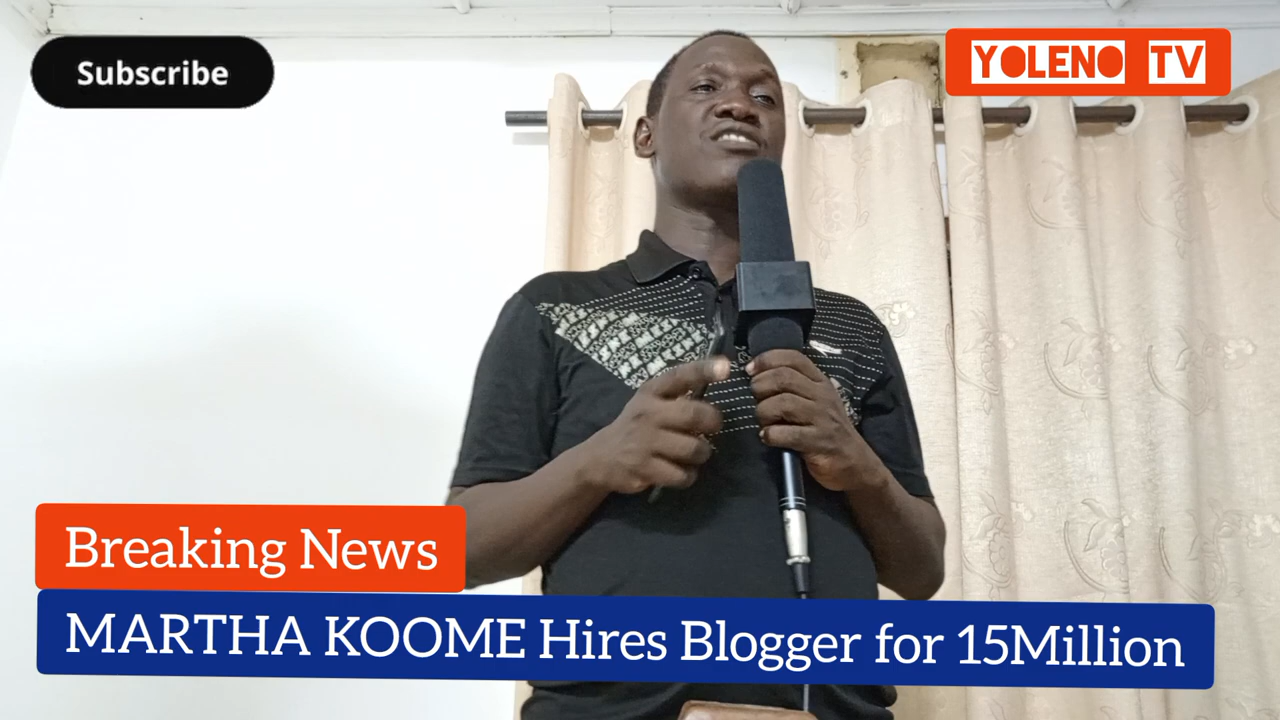 Subscribe
YOLENO TV
Breaking News
MARTHA KOOME Hires Blogger for 15Million